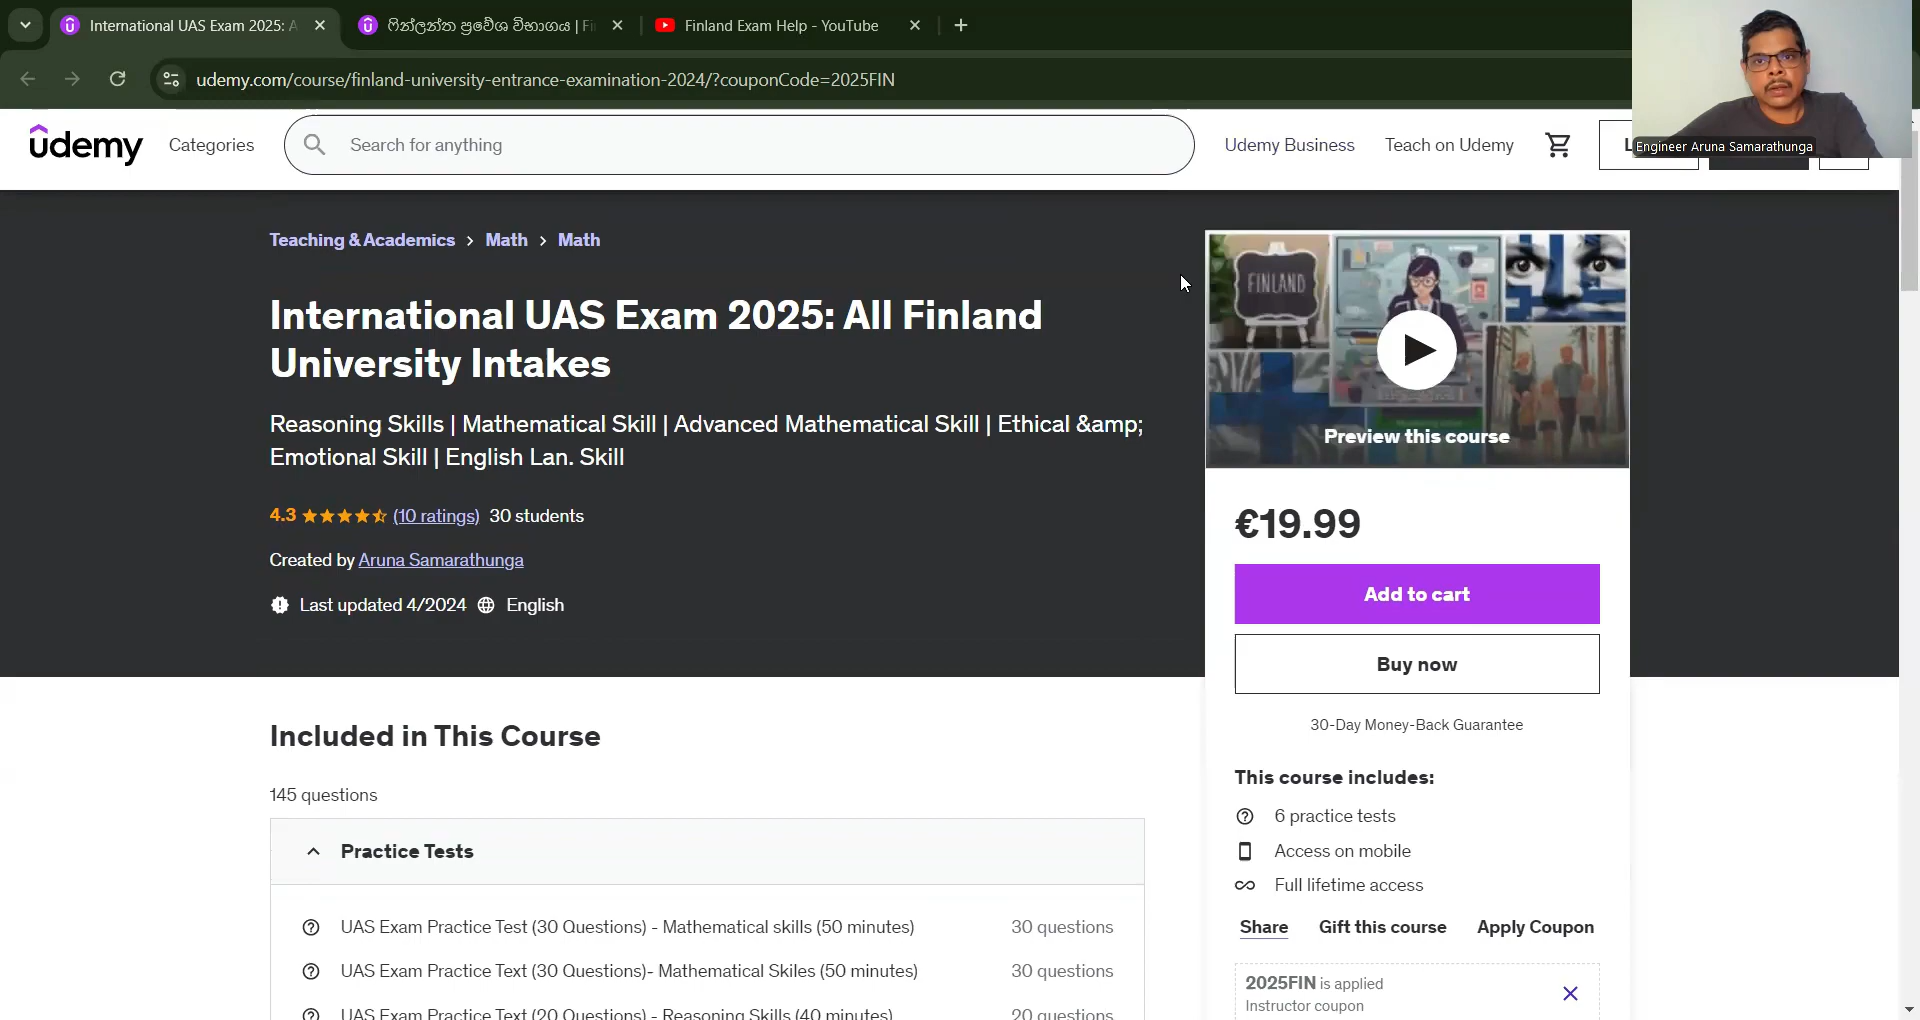 International UAS Exam 2025: A
ෆින්ලන්ත ප්‍රවේශ විභාගය | Fi
Finland Exam Help - YouTube
udemy.com/course/finland-university-entrance-examination-2024/?couponCode=2025FIN
udemy
Categories
Search for anything
Udemy Business
Teach on Udemy
L
Engineer Aruna Samarathunga
Teaching & Academics > Math > Math
International UAS Exam 2025: All Finland
University Intakes
Reasoning Skills | Mathematical Skill | Advanced Mathematical Skill | Ethical &amp;
Emotional Skill | English Lan. Skill
4.3 (10 ratings) 30 students
Created by Aruna Samarathunga
Last updated 4/2024 English
FINLAND
Preview this course
€19.99
Add to cart
Buy now
30-Day Money-Back Guarantee
This course includes:
6 practice tests
Access on mobile
Full lifetime access
Share Gift this course Apply Coupon
2025FIN is applied
Instructor coupon
Included in This Course
145 questions
Practice Tests
UAS Exam Practice Test (30 Questions) - Mathematical skills (50 minutes) 30 questions
UAS Exam Practice Text (30 Questions)- Mathematical Skiles (50 minutes) 30 questions
UAS Exam Practice Text (20 Questions) - Reasoning Skills (40 minutes) 20 questions